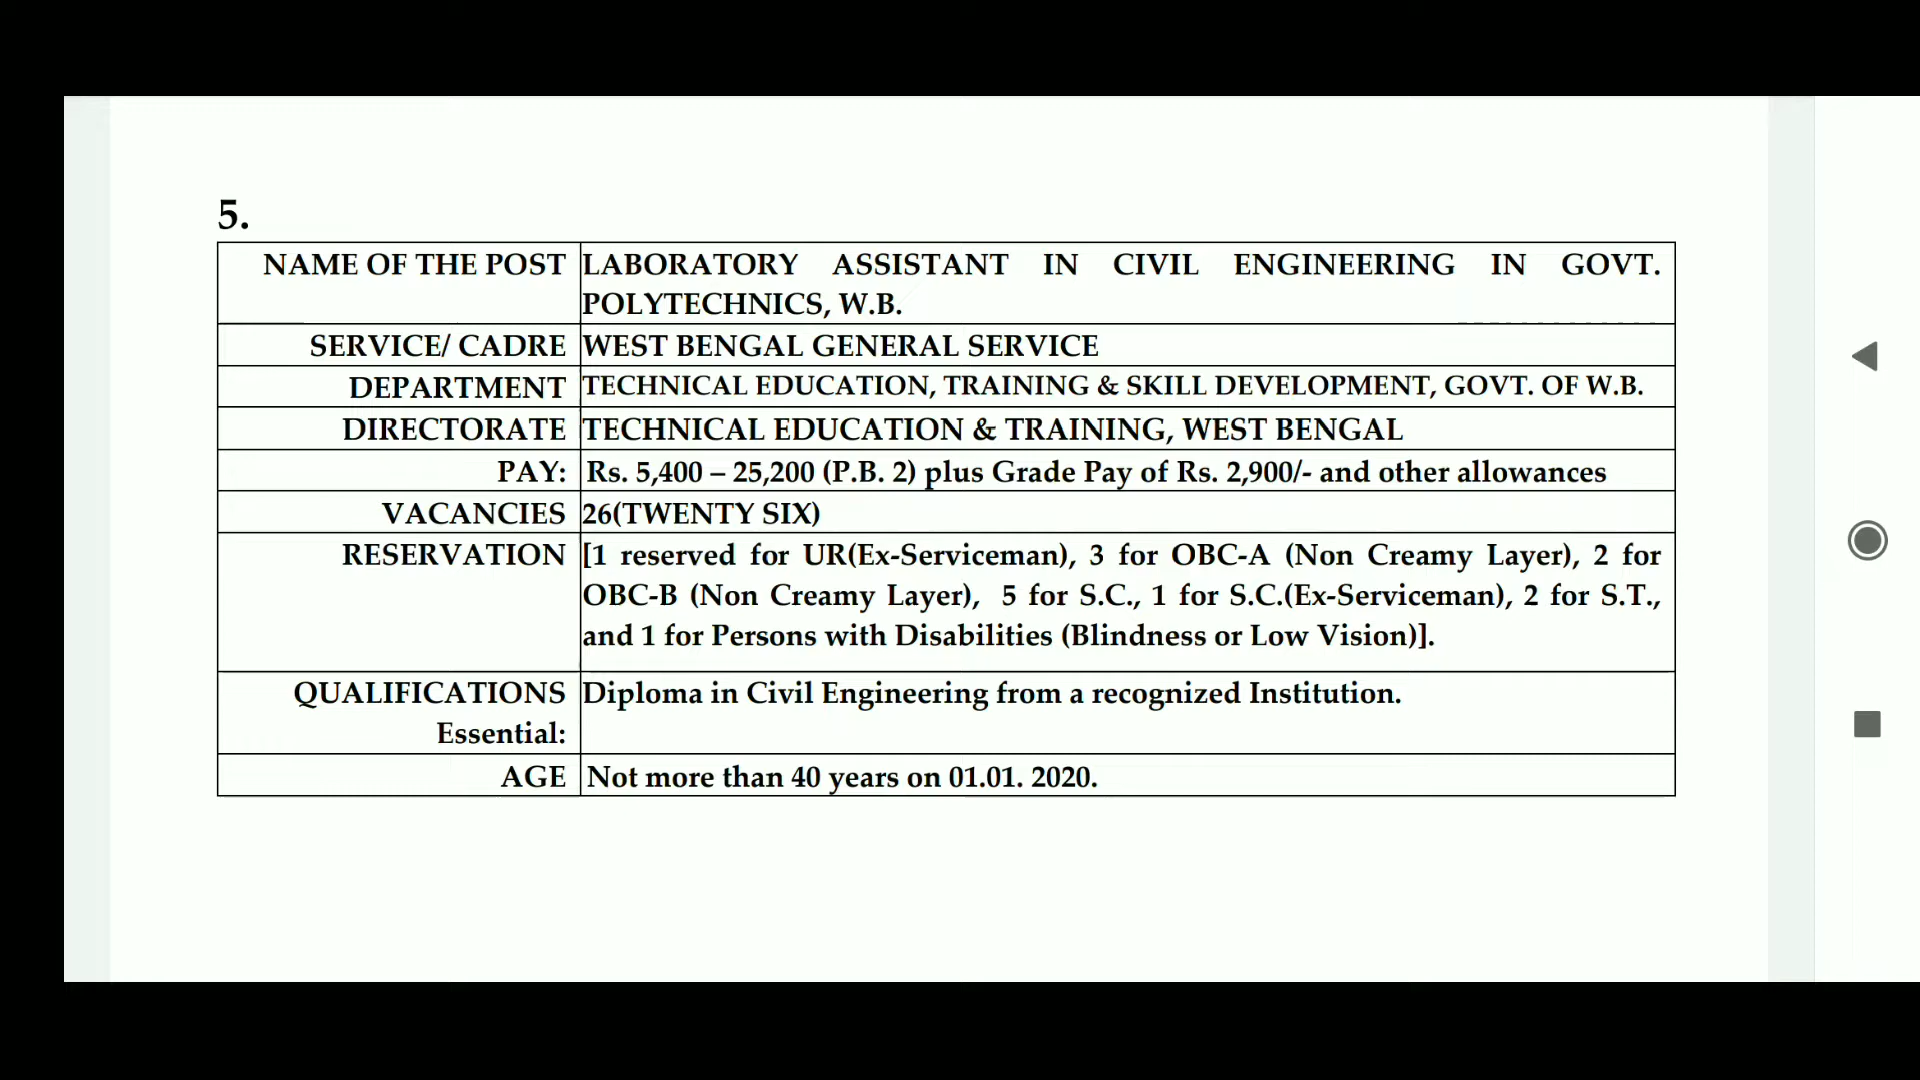 5.
NAME OF THE POST LABORATORY ASSISTANT IN CIVIL ENGINEERING IN GOVT.
POLYTECHNICS, W.B.
SERVICE/ CADRE WEST BENGAL GENERAL SERVICE
DEPARTMENT TECHNICAL EDUCATION, TRAINING & SKILL DEVELOPMENT, GOVT. OF W.B.
DIRECTORATE TECHNICAL EDUCATION & TRAINING, WEST BENGAL
PAY: Rs. 5,400 – 25,200 (P.B. 2) plus Grade Pay of Rs. 2,900/- and other allowances
VACANCIES 26(TWENTY SIX)
RESERVATION [1 reserved for UR(Ex-Serviceman), 3 for OBC-A (Non Creamy Layer), 2 for
OBC-B (Non Creamy Layer), 5 for S.C., 1 for S.C.(Ex-Serviceman), 2 for S.T.,
and 1 for Persons with Disabilities (Blindness or Low Vision)].
QUALIFICATIONS Diploma in Civil Engineering from a recognized Institution.
Essential:
AGE Not more than 40 years on 01.01. 2020.